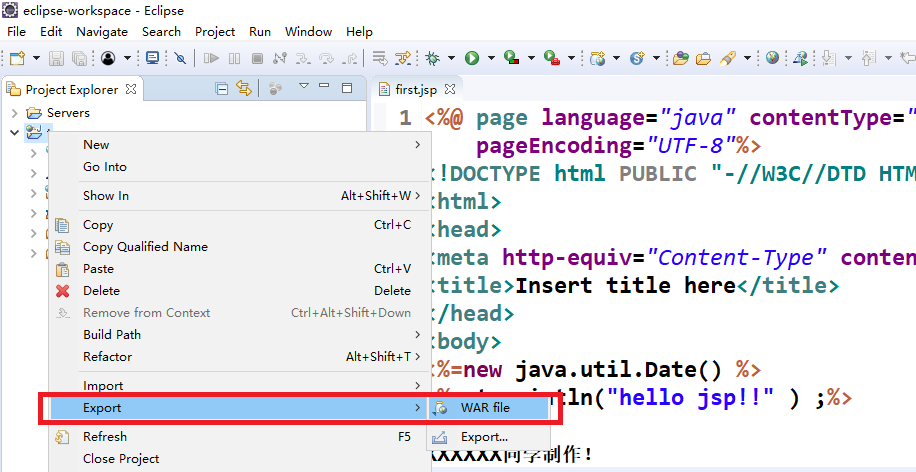 eclipse-workspace - Eclipse
File Edit Navigate Search Project Run Window Help
Project Explorer
first.jsp
Servers
New
Go Into
Show In Alt+Shift+W
Copy Ctrl+C
Copy Qualified Name
Paste Ctrl+V
Delete Delete
Remove from Context Ctrl+Alt+Shift+Down
Build Path
Refactor Alt+Shift+T
Import
Export
WAR file
Refresh F5
Export...
Close Project
1 <%@ page language="java" contentType="
pageEncoding="UTF-8"%>
<!DOCTYPE html PUBLIC "-//W3C//DTD HTM
<html>
<head>
<meta http-equiv="Content-Type" conten
<title>Insert title here</title>
</head>
<body>
<%=new java.util.Date() %>
ntln("hello jsp!!" ) ;%>
XXXXXX同学制作!